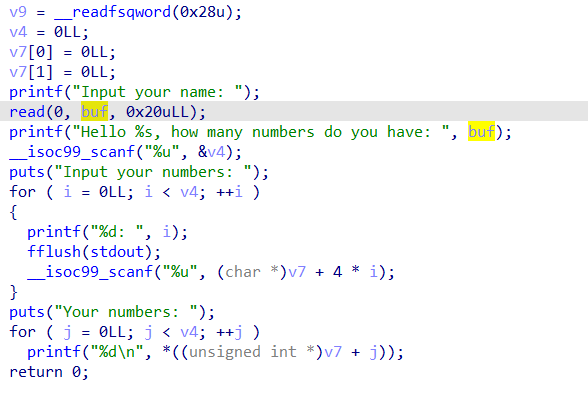 v9 = __readfsqword(0x28u);
v4 = 0LL;
v7[0] = 0LL;
v7[1] = 0LL;
printf("Input your name: ");
read(0, buf, 0x20uLL);
printf("Hello %s, how many numbers do you have: ", buf);
__isoc99_scanf("%u", &v4);
puts("Input your numbers: ");
for ( i = 0LL; i < v4; ++i )
{
  printf("%d: ", i);
  fflush(stdout);
  __isoc99_scanf("%u", (char *)v7 + 4 * i);
}
puts("Your numbers: ");
for ( j = 0LL; j < v4; ++j )
  printf("%d\n", *((unsigned int *)v7 + j));
return 0;